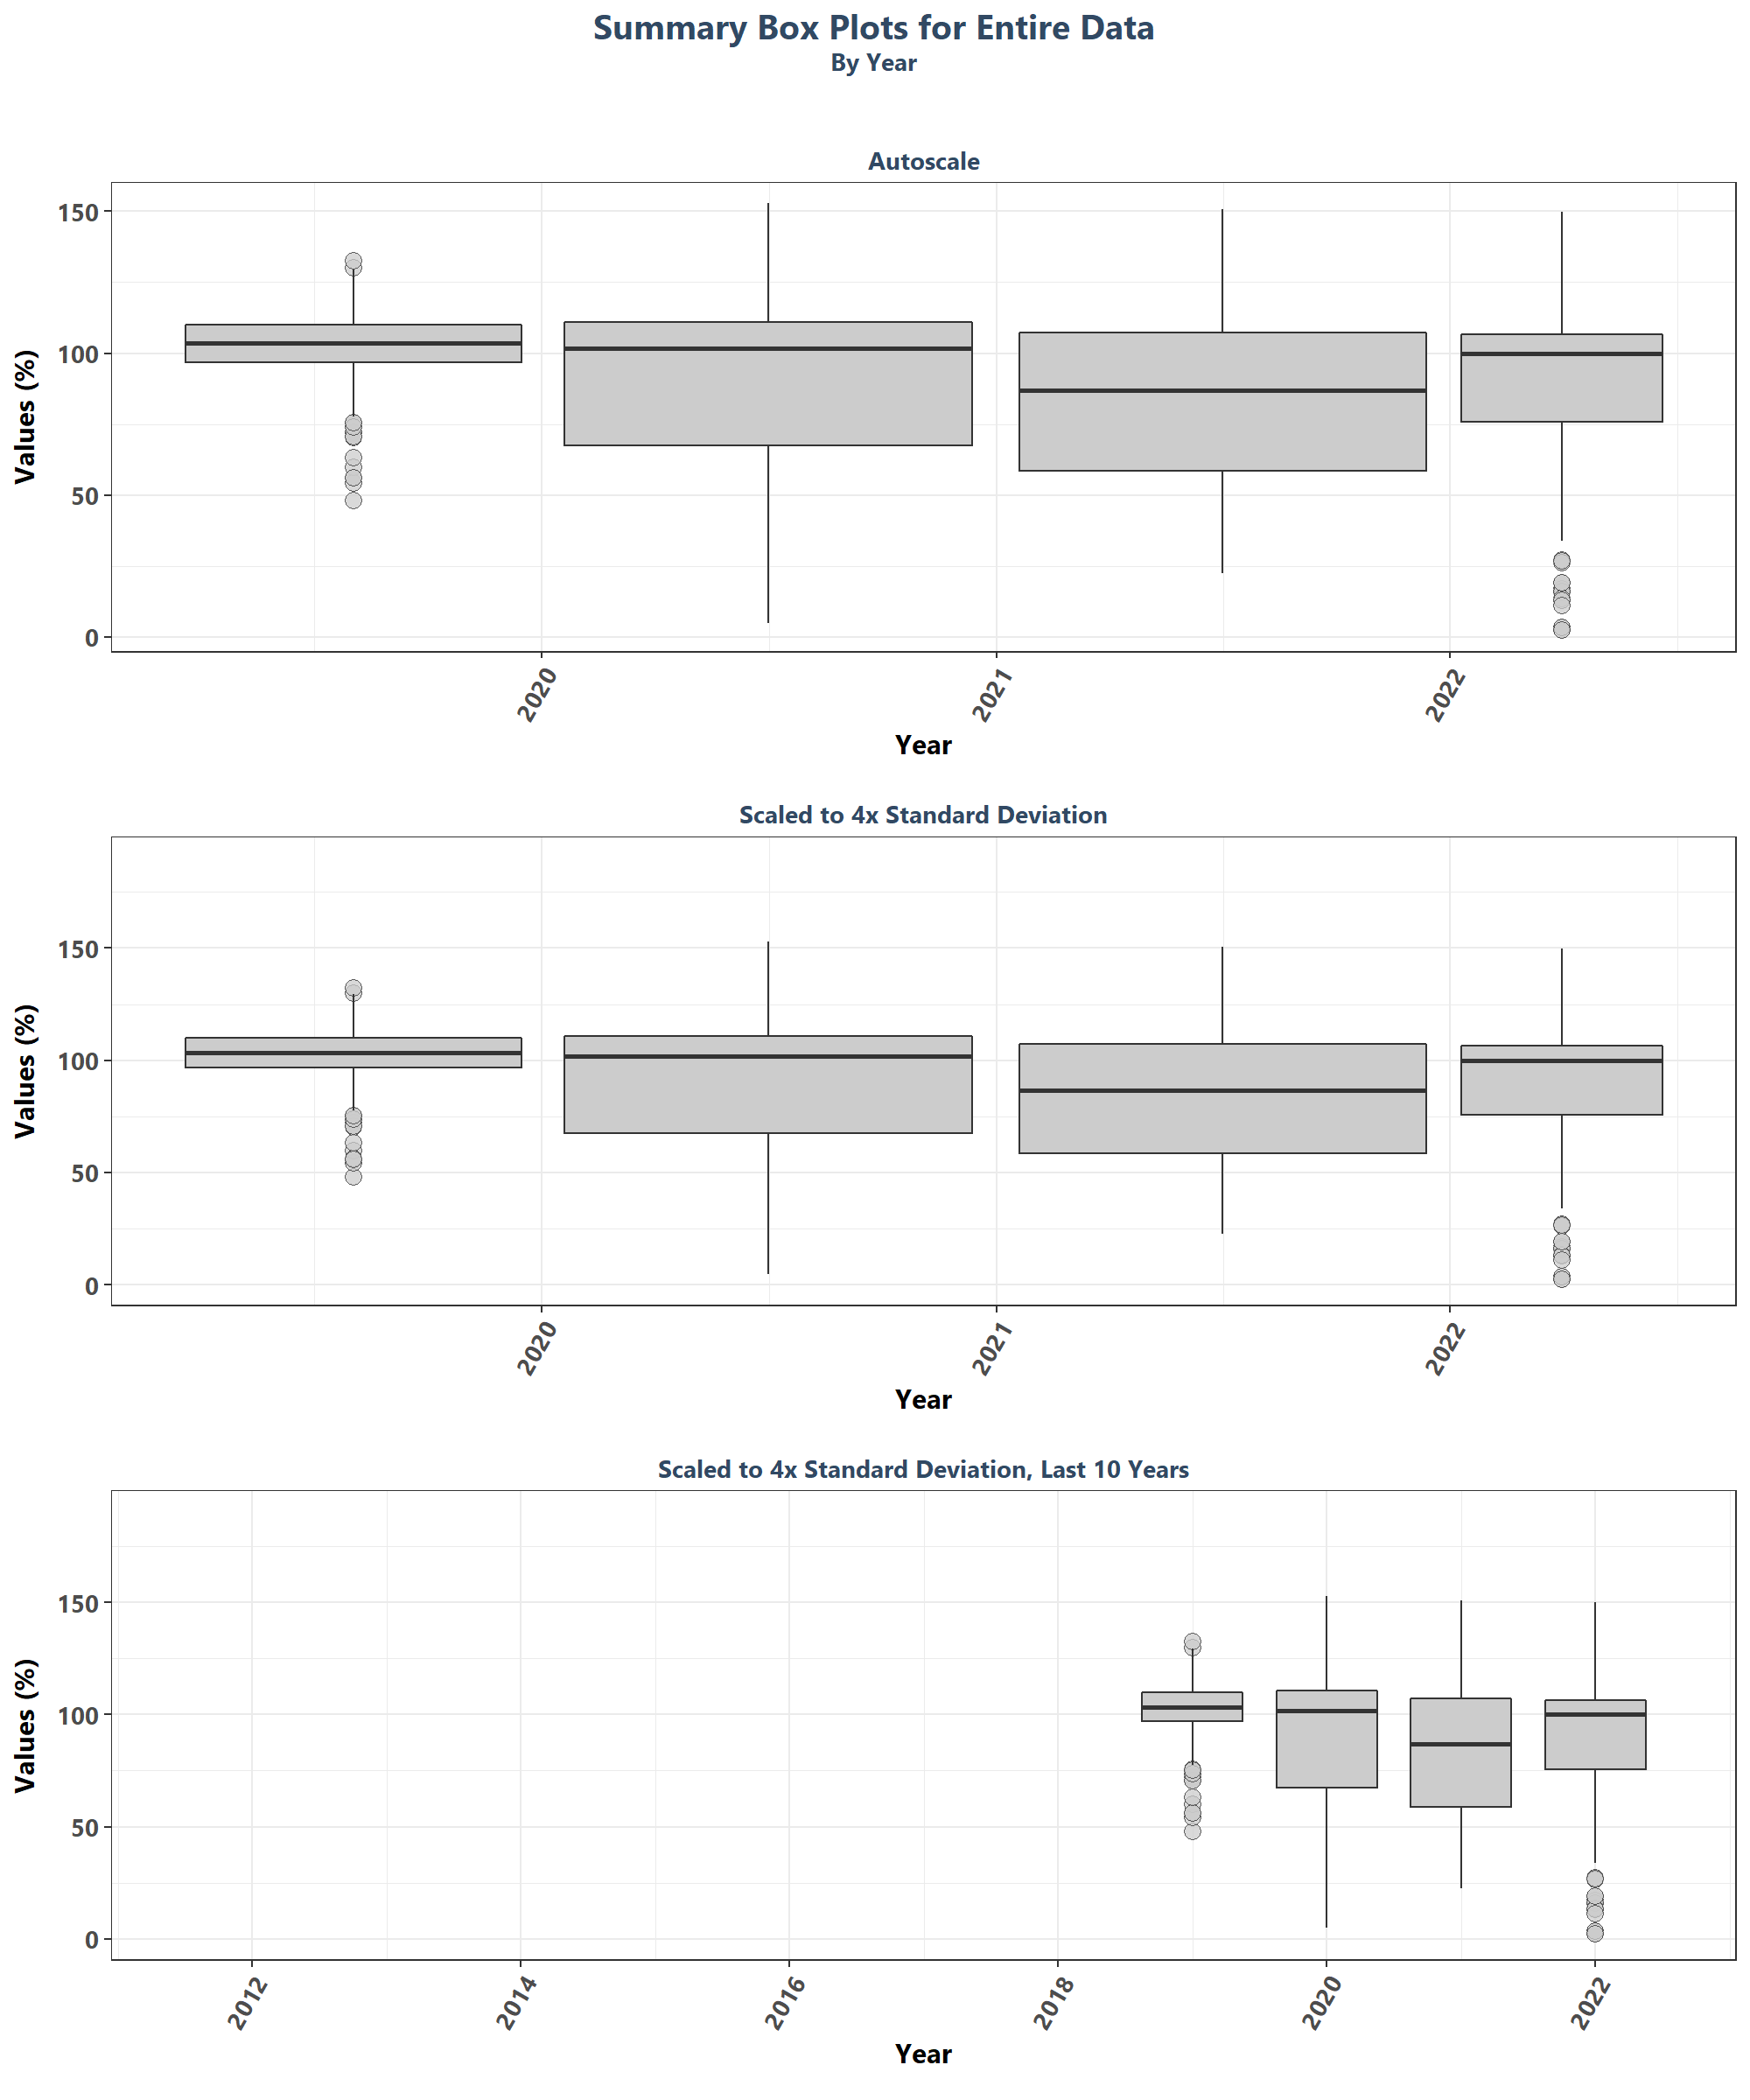 Summary Box Plots for Entire Data
By Year
Autoscale
Values (%)
150
100
50
0
2020
2021
2022
Year
Scaled to 4x Standard Deviation
Values (%)
150
100
50
0
2020
2021
2022
Year
Scaled to 4x Standard Deviation, Last 10 Years
Values (%)
150
100
50
0
2012
2014
2016
2018
2020
2022
Year